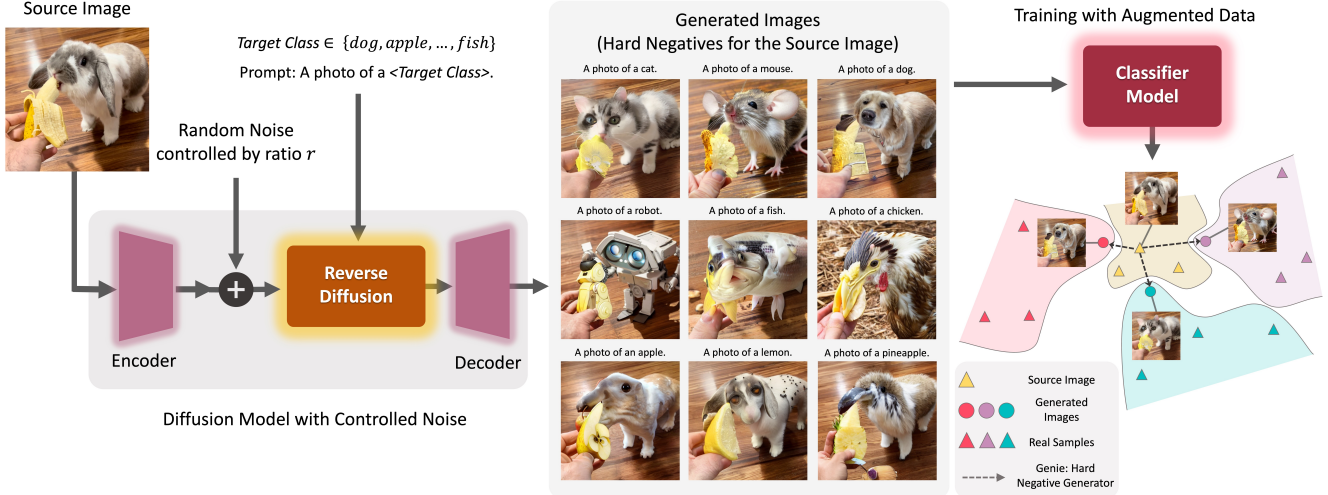 Source Image
Target Class ∈ {dog, apple, ..., fish}
Prompt: A photo of a <Target Class>.
Random Noise
controlled by ratio r
+
Reverse
Diffusion
Encoder
Decoder
Diffusion Model with Controlled Noise
Generated Images
(Hard Negatives for the Source Image)
A photo of a cat.
A photo of a mouse.
A photo of a dog.
A photo of a robot.
A photo of a fish.
A photo of a chicken.
A photo of an apple.
A photo of a lemon.
A photo of a pineapple.
Training with Augmented Data
Classifier
Model
Source Image
Generated
Images
Real Samples
Genie: Hard
Negative Generator